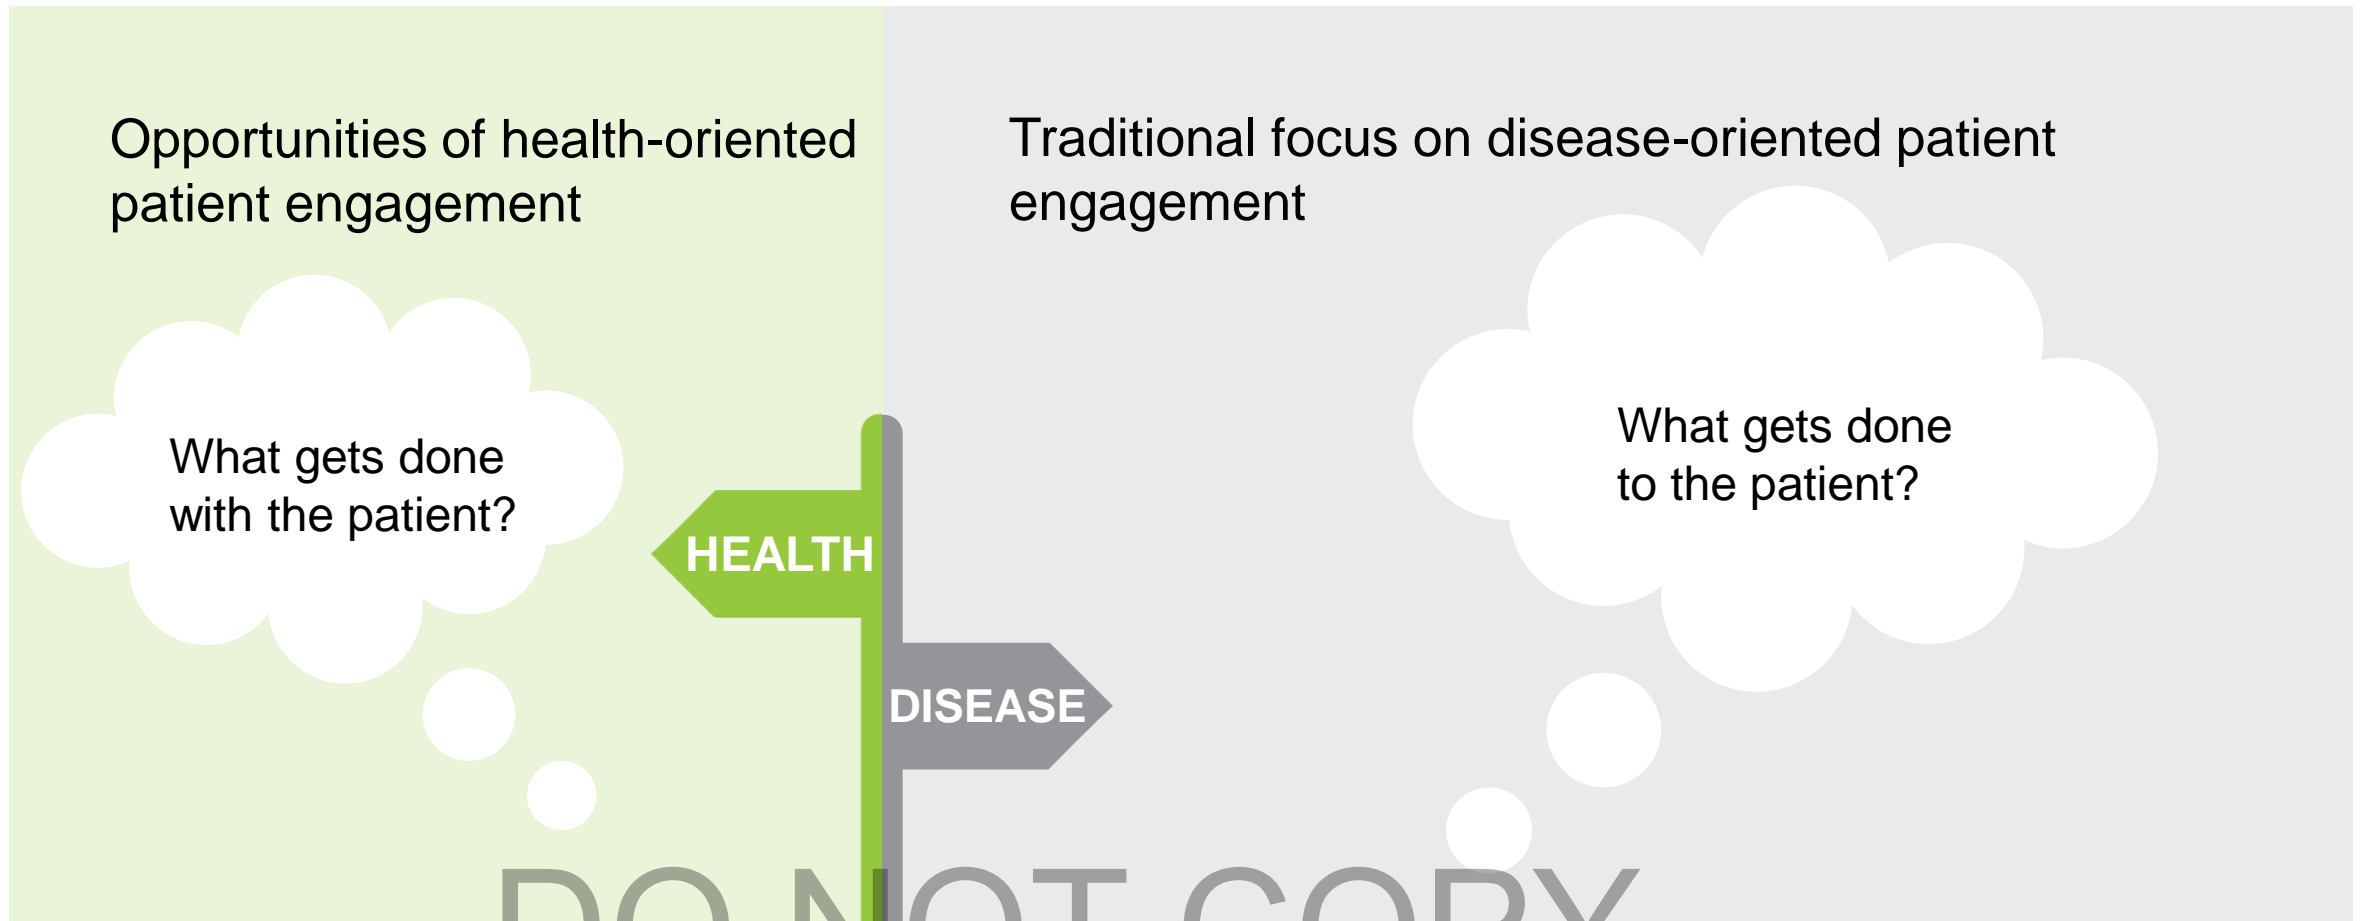 Opportunities of health-oriented
patient engagement
Traditional focus on disease-oriented patient
engagement
What gets done
with the patient?
What gets done
to the patient?
HEALTH
DISEASE
DO NOT COPY